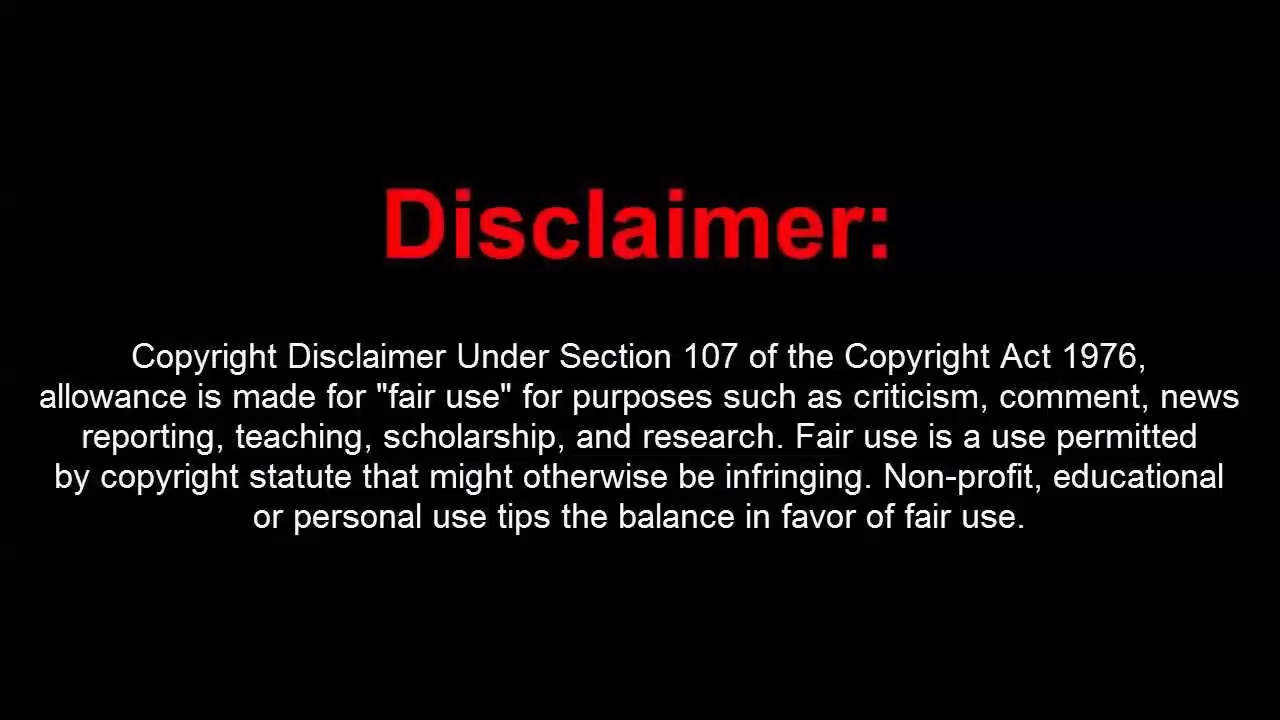 Disclaimer:
Copyright Disclaimer Under Section 107 of the Copyright Act 1976,
allowance is made for "fair use" for purposes such as criticism, comment, news
reporting, teaching, scholarship, and research. Fair use is a use permitted
by copyright statute that might otherwise be infringing. Non-profit, educational
or personal use tips the balance in favor of fair use.